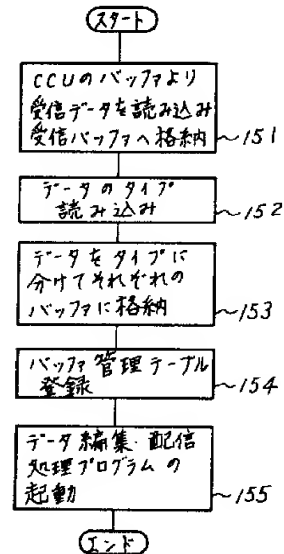 スタート
CCUのバッファより
受信データを読み込み
受信バッファへ格納
151
データのタイプ
読み込み
152
データをタイプに
分けてそれぞれの
バッファに格納
153
バッファ管理テーブル
登録
154
データ編集・配信
処理プログラムの
起動
155
エンド